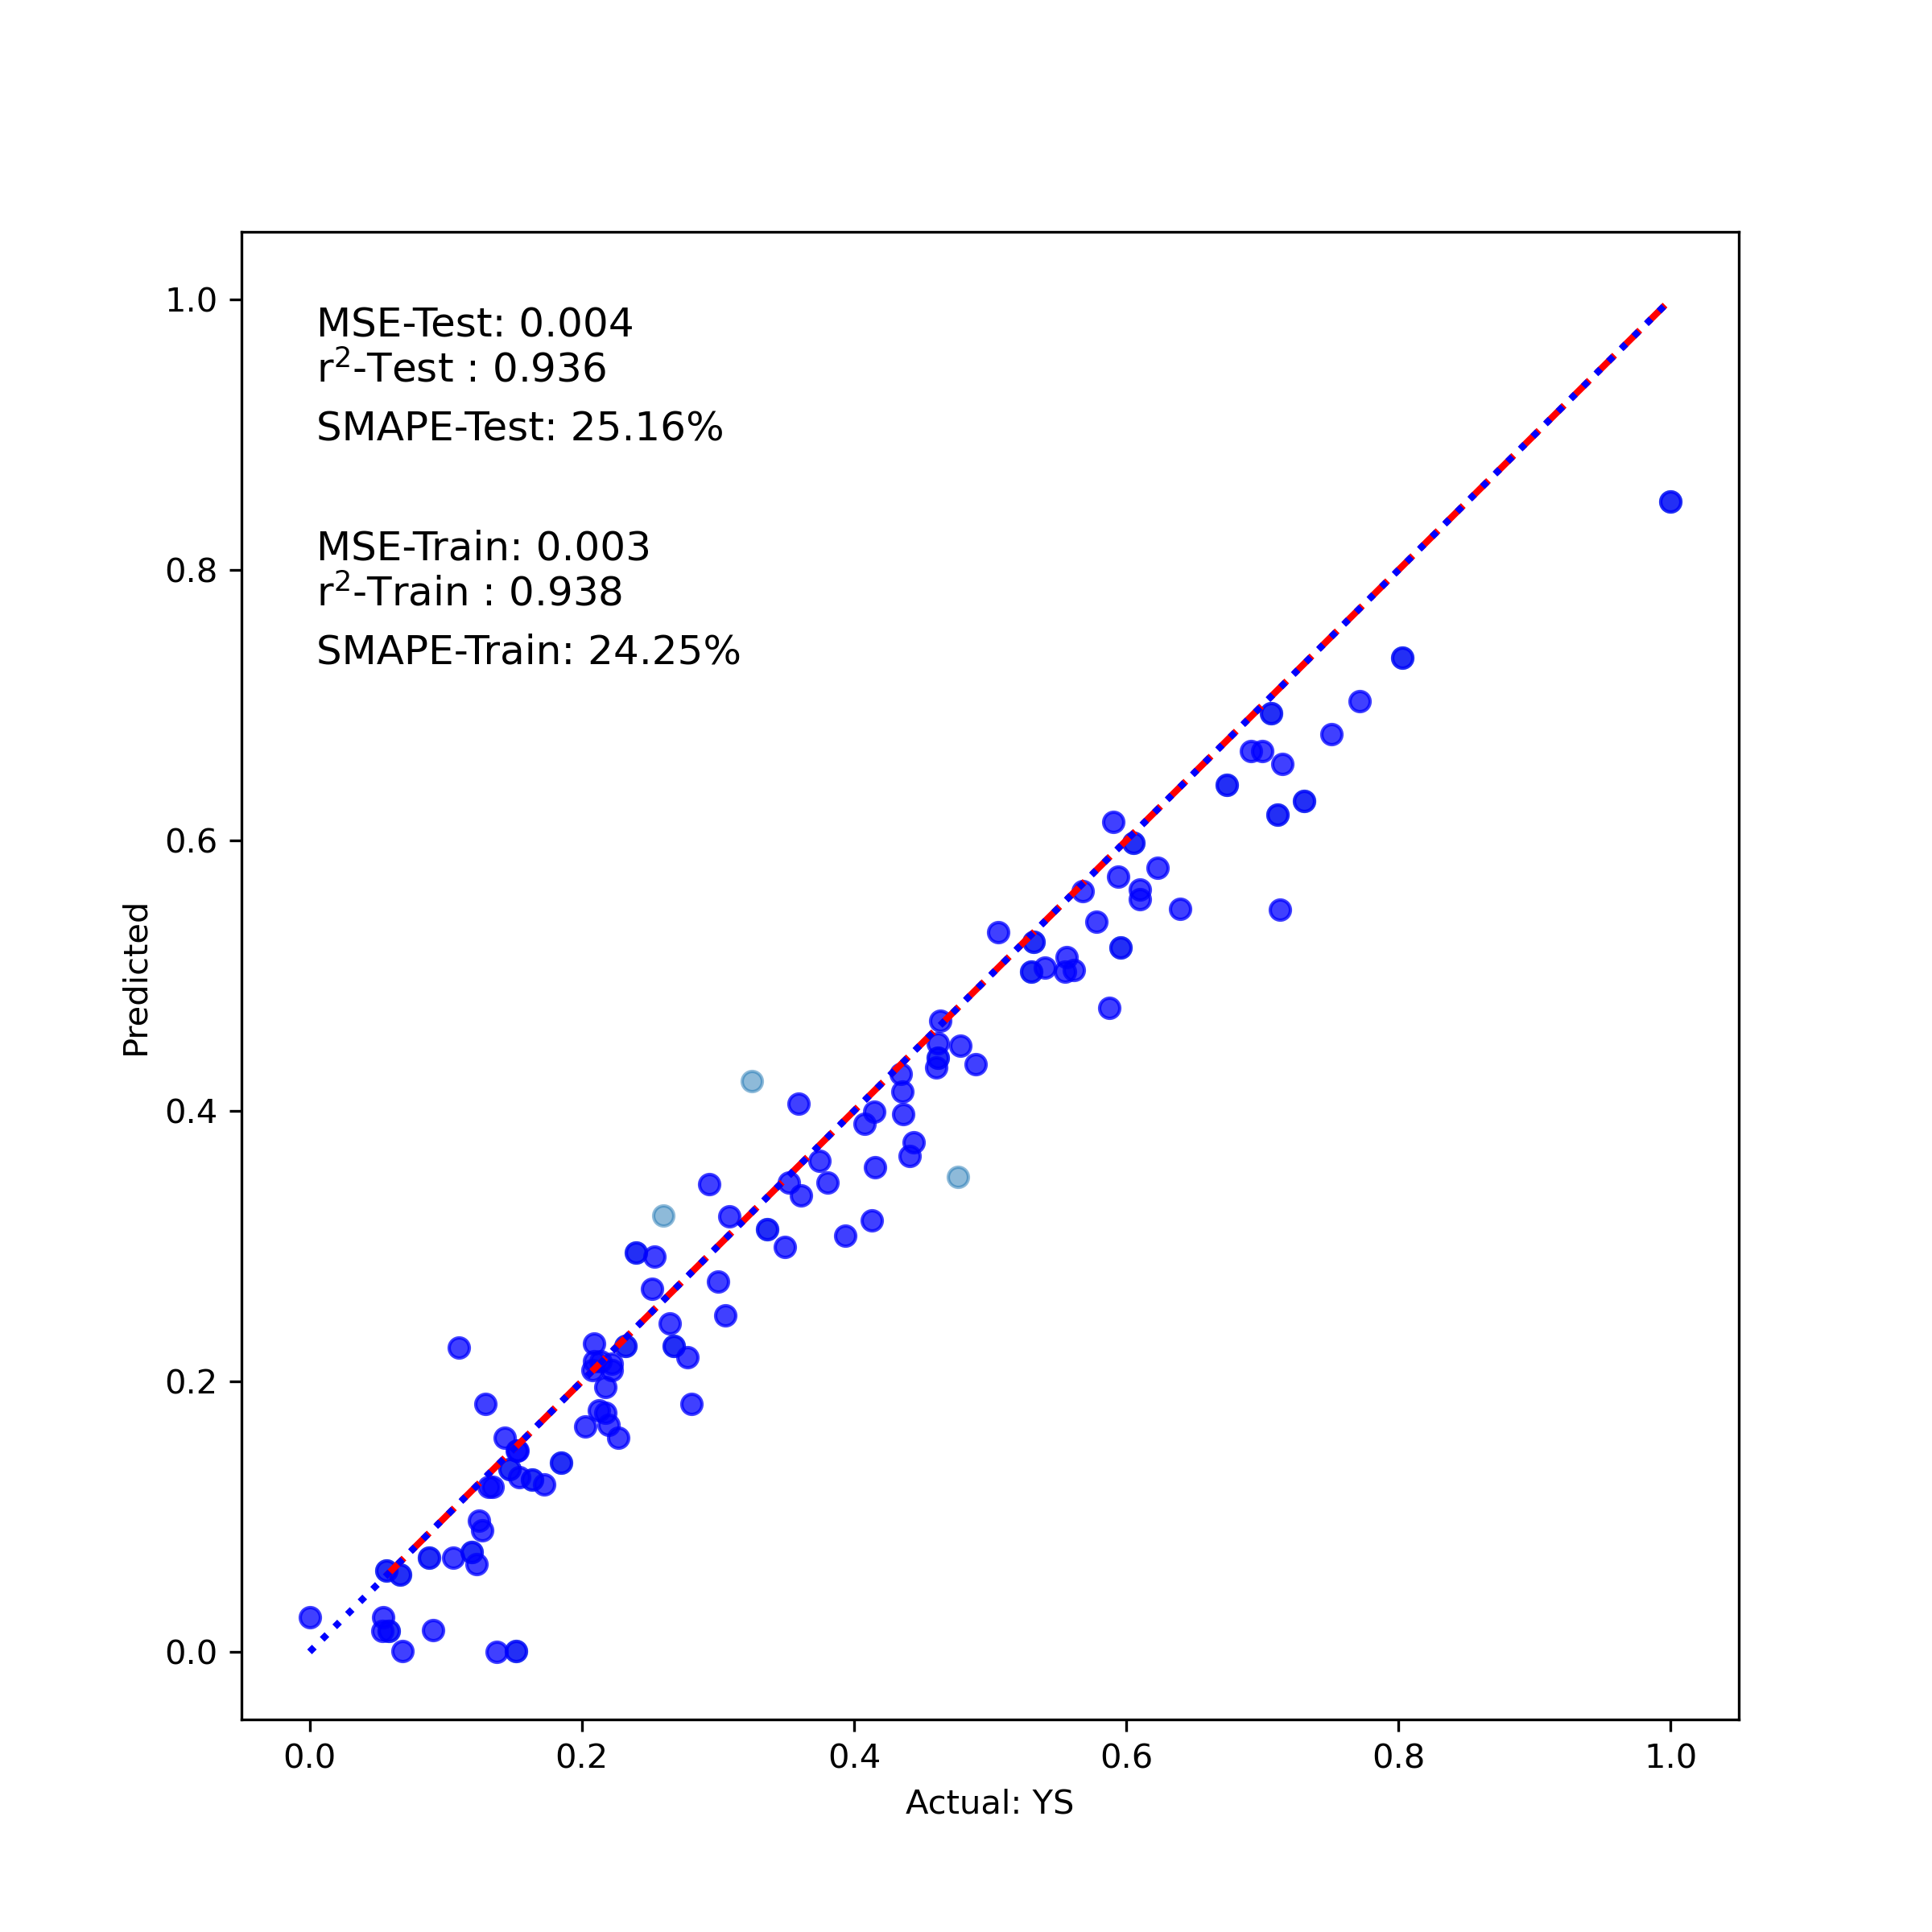 MSE-Test: 0.004
r²-Test : 0.936
SMAPE-Test: 25.16%
MSE-Train: 0.003
r²-Train : 0.938
SMAPE-Train: 24.25%
1.0
0.8
0.6
0.4
0.2
0.0
Predicted
0.0 0.2 0.4 0.6 0.8 1.0
Actual: YS